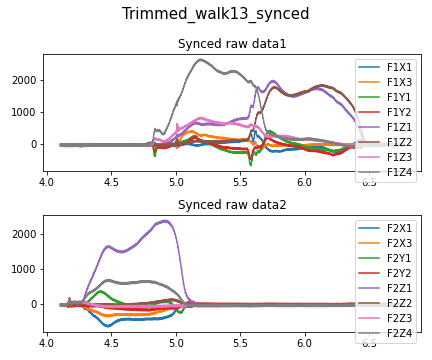 Trimmed_walk13_synced
Synced raw data1
2000
1000
0
F1X1
F1X3
F1Y1
F1Y2
F1Z1
F1Z2
F1Z3
F1Z4
4.0 4.5 5.0 5.5 6.0 6.5
Synced raw data2
2000
1000
0
F2X1
F2X3
F2Y1
F2Y2
F2Z1
F2Z2
F2Z3
F2Z4
4.0 4.5 5.0 5.5 6.0 6.5